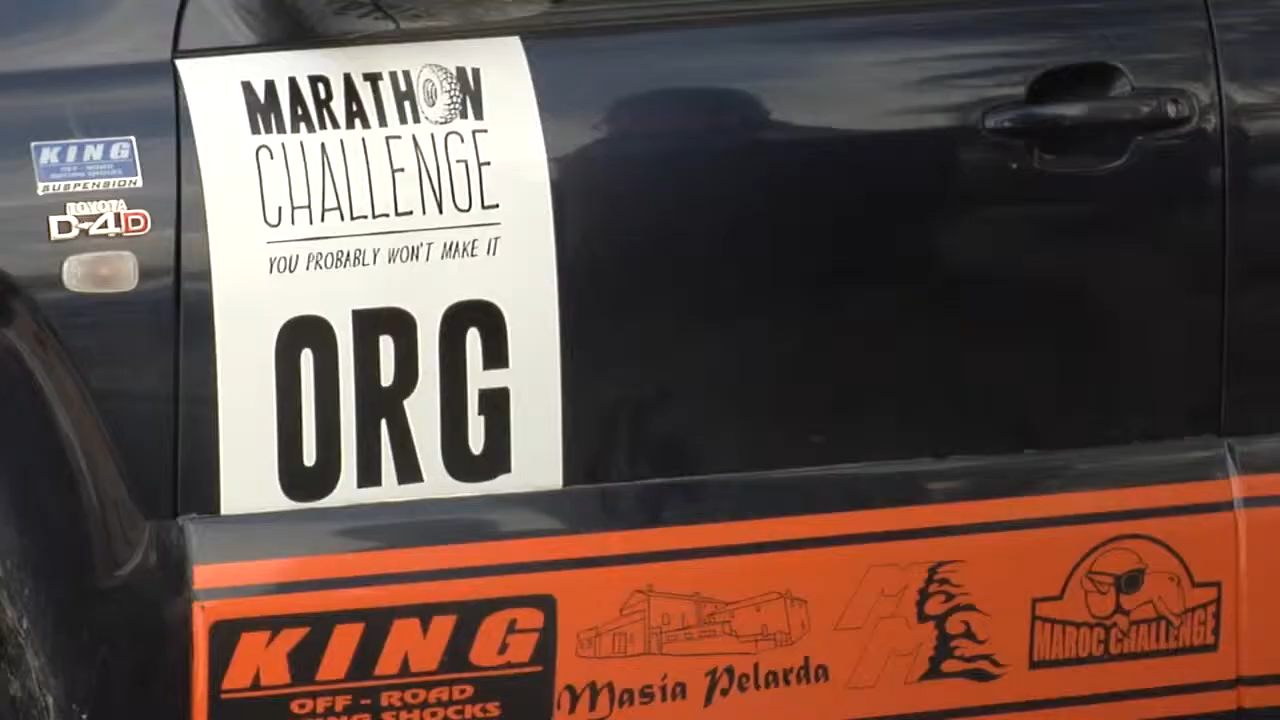 MARATHON
CHALLENGE
YOU PROBABLY WON'T MAKE IT
ORG
KING
SUSPENSION
TOYOTA
D-4D
KING
OFF - ROAD
SHOCKS
Masía Pelarda
MAROC CHALLENGE